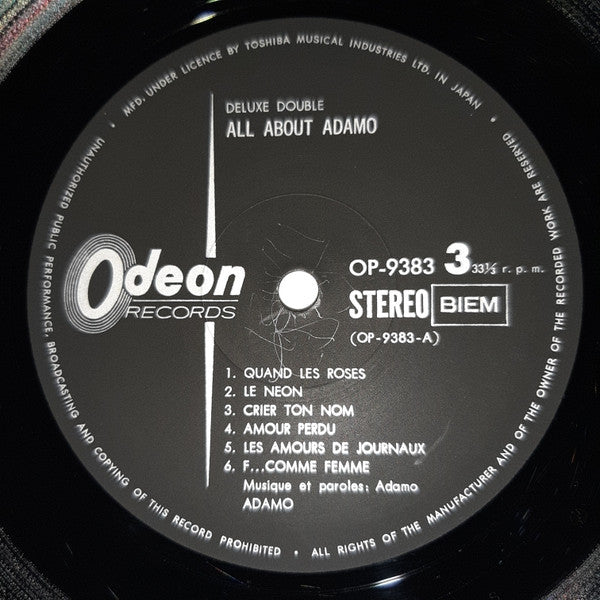 • MFD. UNDER LICENCE BY TOSHIBA MUSICAL INDUSTRIES LTD. IN JAPAN •
UNAUTHORIZED PUBLIC PERFORMANCE, BROADCASTING AND COPYING OF THIS RECORD PROHIBITED • ALL RIGHTS OF THE MANUFACTURER AND OF THE OWNER OF THE RECORDED WORK ARE RESERVED
DELUXE DOUBLE
ALL ABOUT ADAMO
Odeon
RECORDS
OP-9383 3 33⅓ r. p. m.
STEREO BIEM
(OP-9383-A)
1. QUAND LES ROSES
2. LE NEON
3. CRIER TON NOM
4. AMOUR PERDU
5. LES AMOURS DE JOURNAUX
6. F...COMME FEMME
Musique et paroles: Adamo
ADAMO